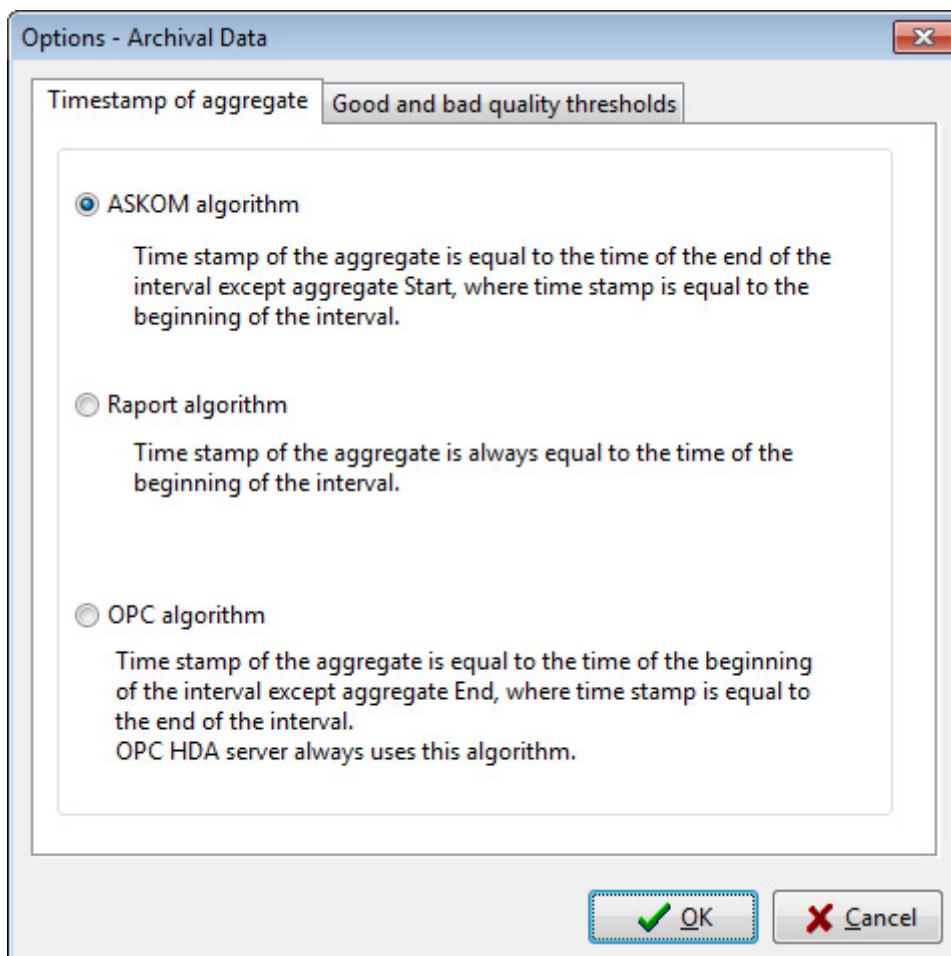 Options - Archival Data
Timestamp of aggregate
Good and bad quality thresholds
ASKOM algorithm
Time stamp of the aggregate is equal to the time of the end of the
interval except aggregate Start, where time stamp is equal to the
beginning of the interval.
Raport algorithm
Time stamp of the aggregate is always equal to the time of the
beginning of the interval.
OPC algorithm
Time stamp of the aggregate is equal to the time of the beginning
of the interval except aggregate End, where time stamp is equal to
the end of the interval.
OPC HDA server always uses this algorithm.
OK
Cancel